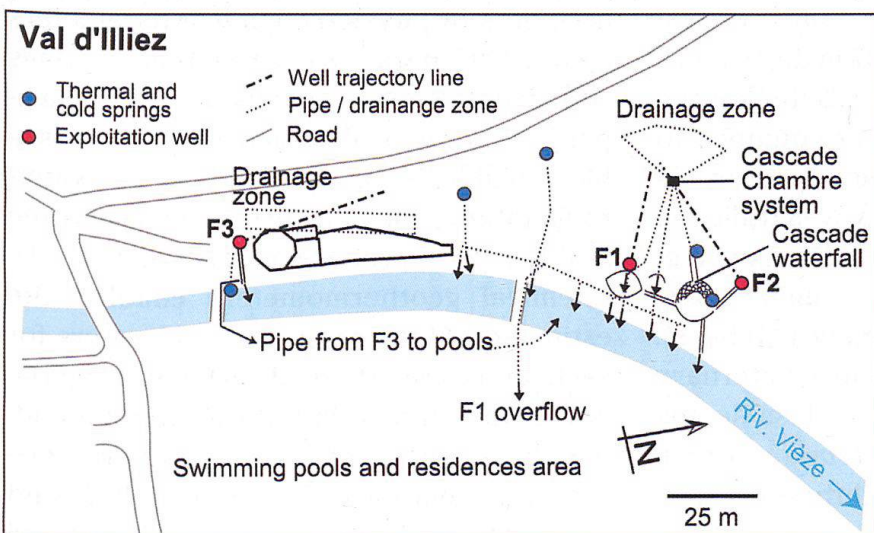 Val d'Illiez
Thermal and
cold springs
Exploitation well
Well trajectory line
Pipe / drainange zone
Road
Drainage zone
Cascade
Chambre
system
Cascade
waterfall
Drainage
zone
F3
F1
F2
Pipe from F3 to pools
F1 overflow
N
Riv. Vièze
Swimming pools and residences area
25 m